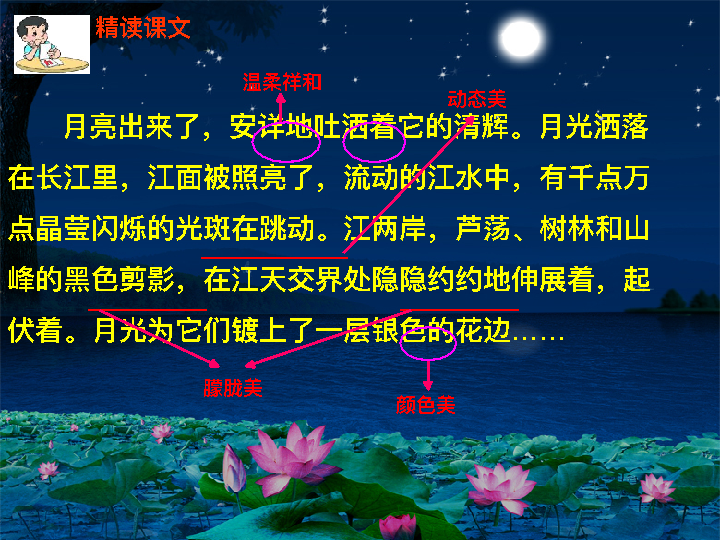 精读课文
温柔祥和
动态美
月亮出来了，安详地吐洒着它的清辉。月光洒落
在长江里，江面被照亮了，流动的江水中，有千点万
点晶莹闪烁的光斑在跳动。江两岸，芦荡、树林和山
峰的黑色剪影，在江天交界处隐隐约约地伸展着，起
伏着。月光为它们镀上了一层银色的花边……
朦胧美
颜色美